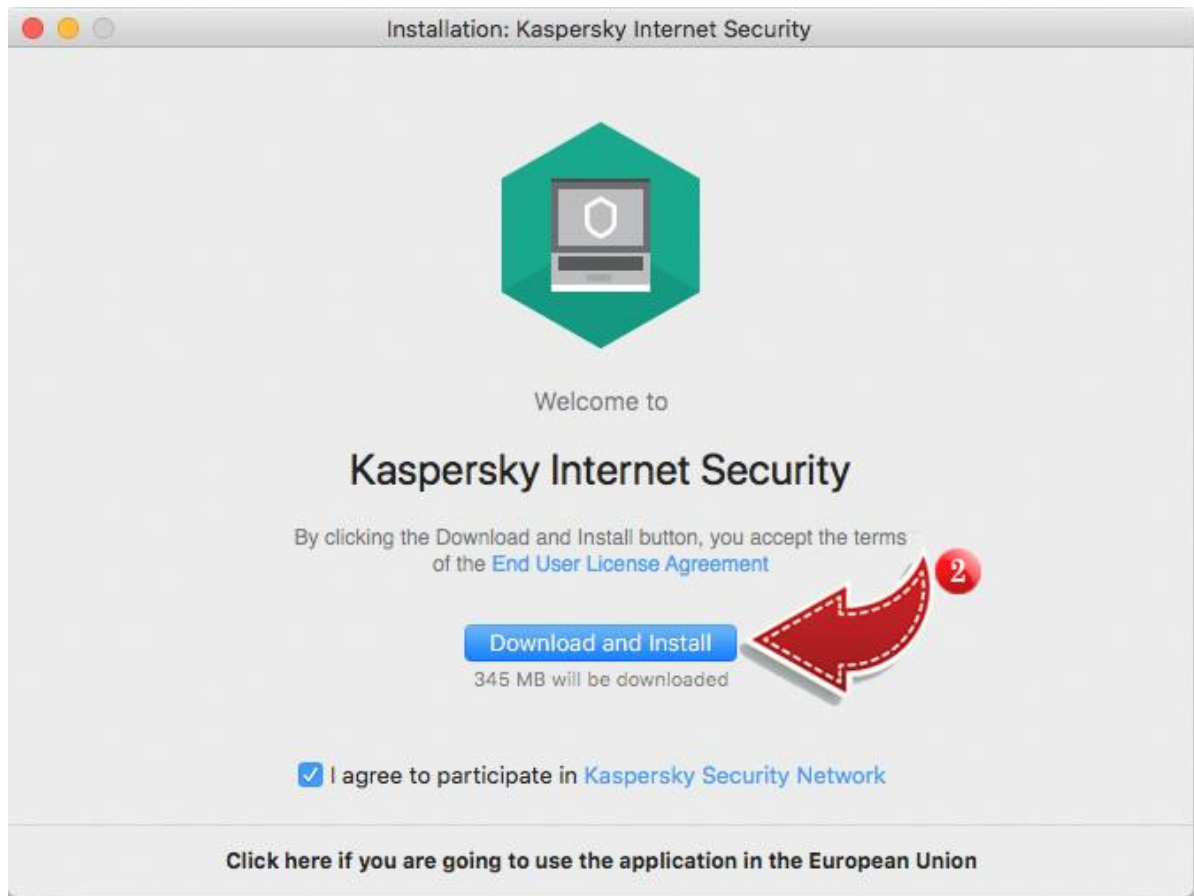 Installation: Kaspersky Internet Security
Welcome to
Kaspersky Internet Security
By clicking the Download and Install button, you accept the terms
of the End User License Agreement
2
Download and Install
345 MB will be downloaded
I agree to participate in Kaspersky Security Network
Click here if you are going to use the application in the European Union